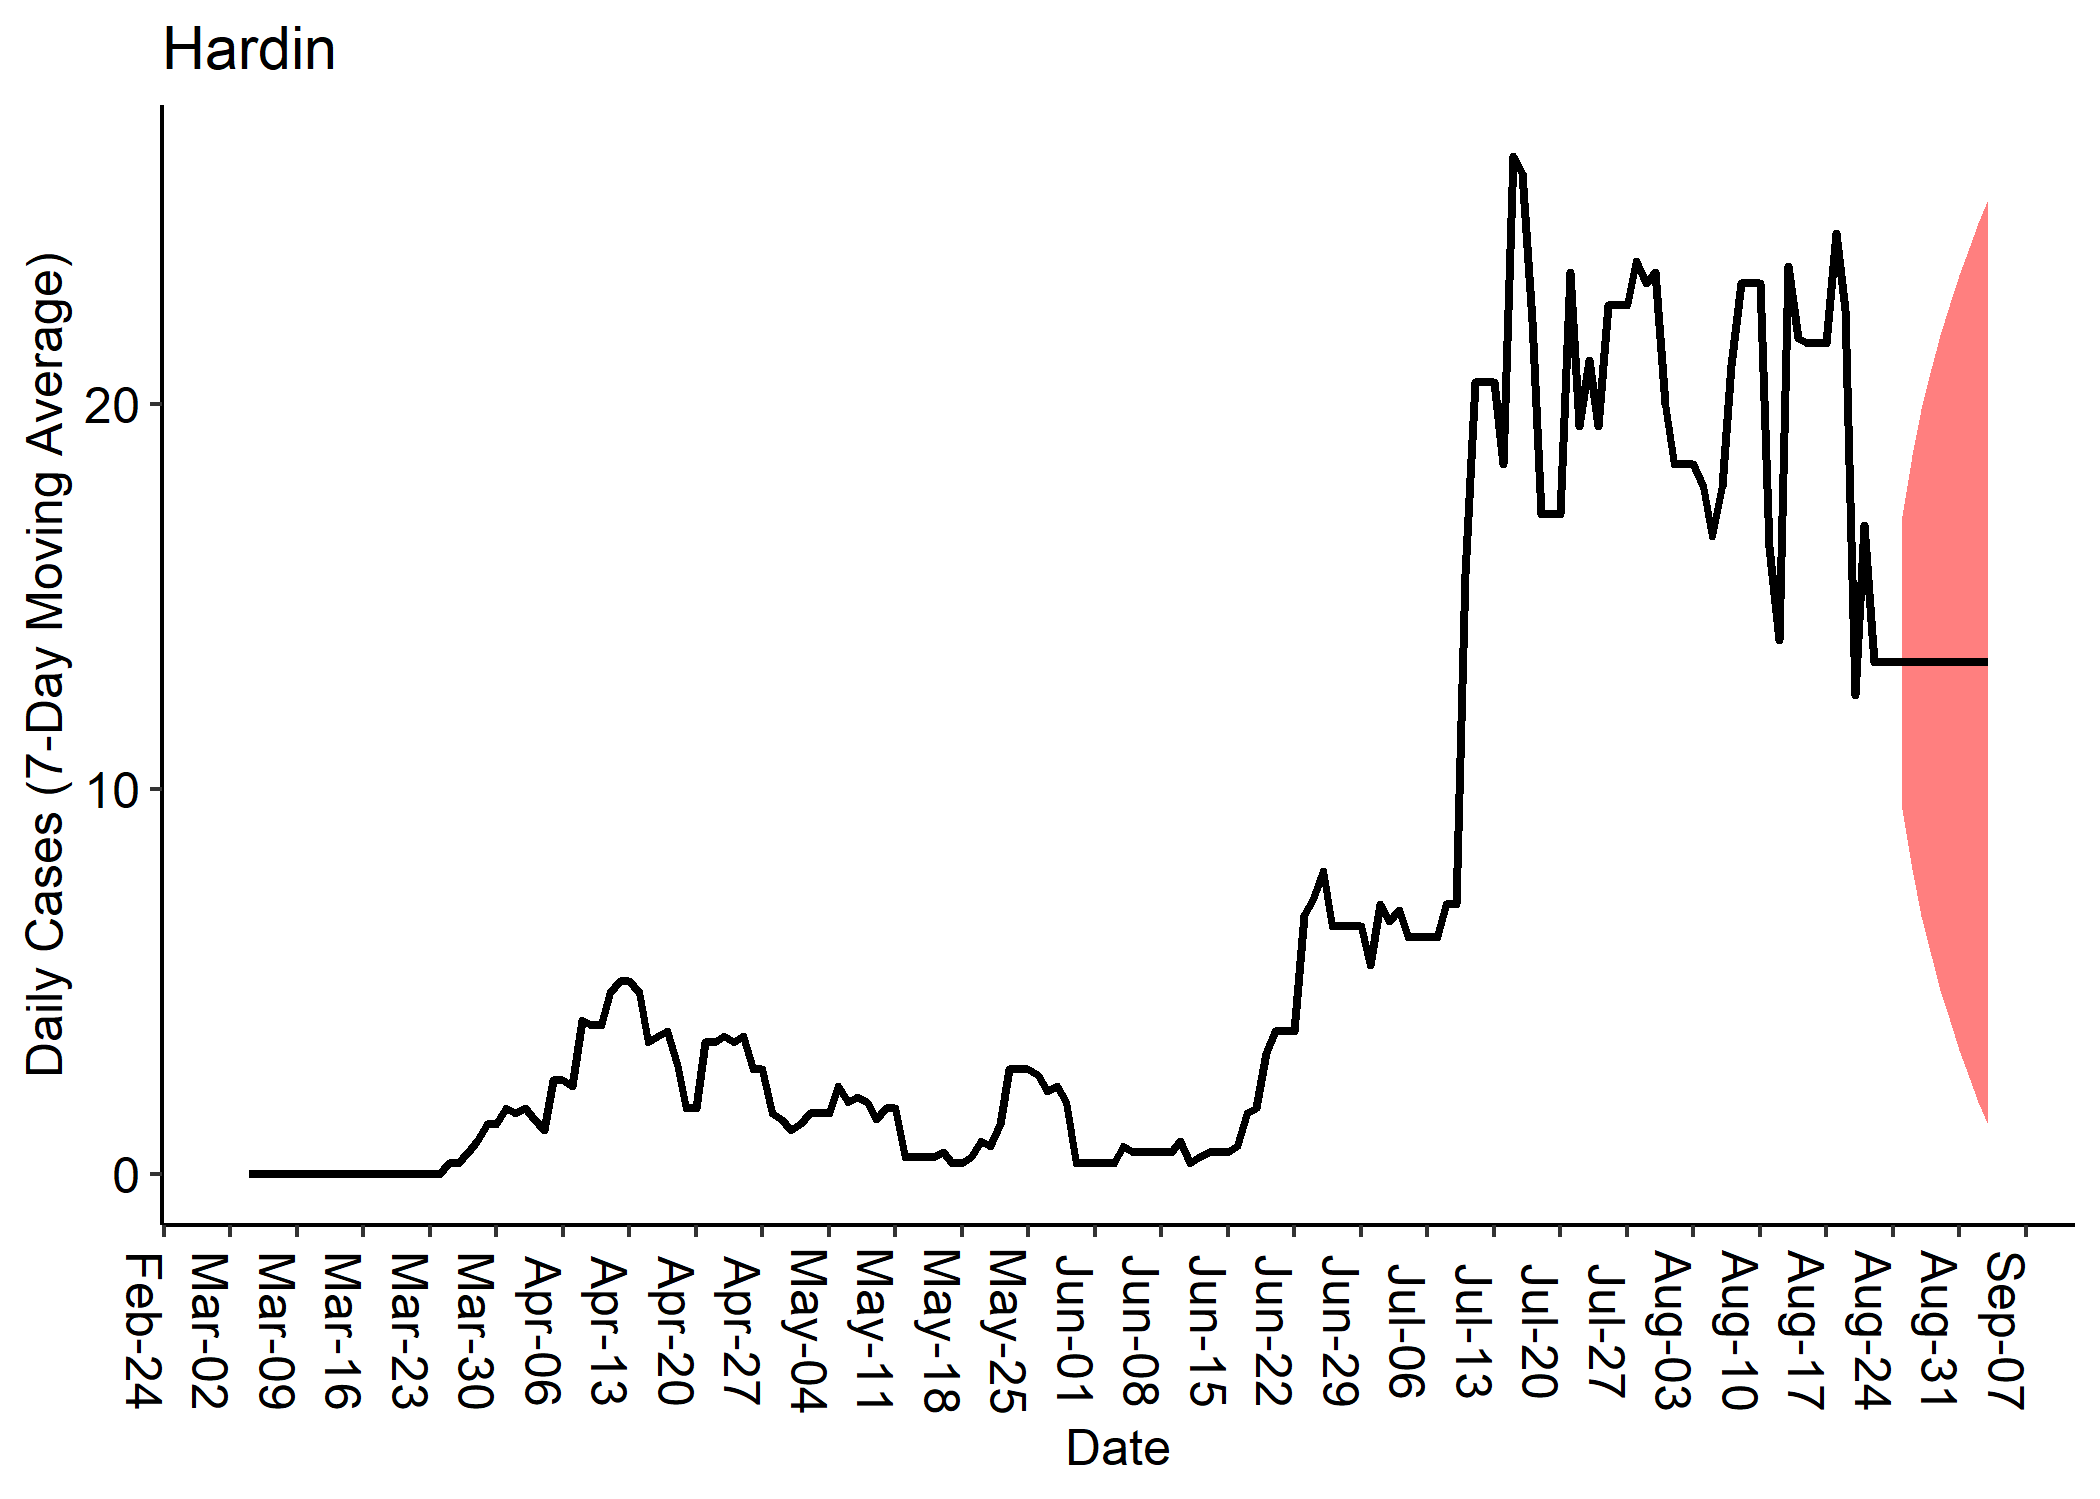 Hardin
Daily Cases (7-Day Moving Average)
20
10
0
Feb-24
Mar-02
Mar-09
Mar-16
Mar-23
Mar-30
Apr-06
Apr-13
Apr-20
Apr-27
May-04
May-11
May-18
May-25
Jun-01
Jun-08
Jun-15
Jun-22
Jun-29
Jul-06
Jul-13
Jul-20
Jul-27
Aug-03
Aug-10
Aug-17
Aug-24
Aug-31
Sep-07
Date